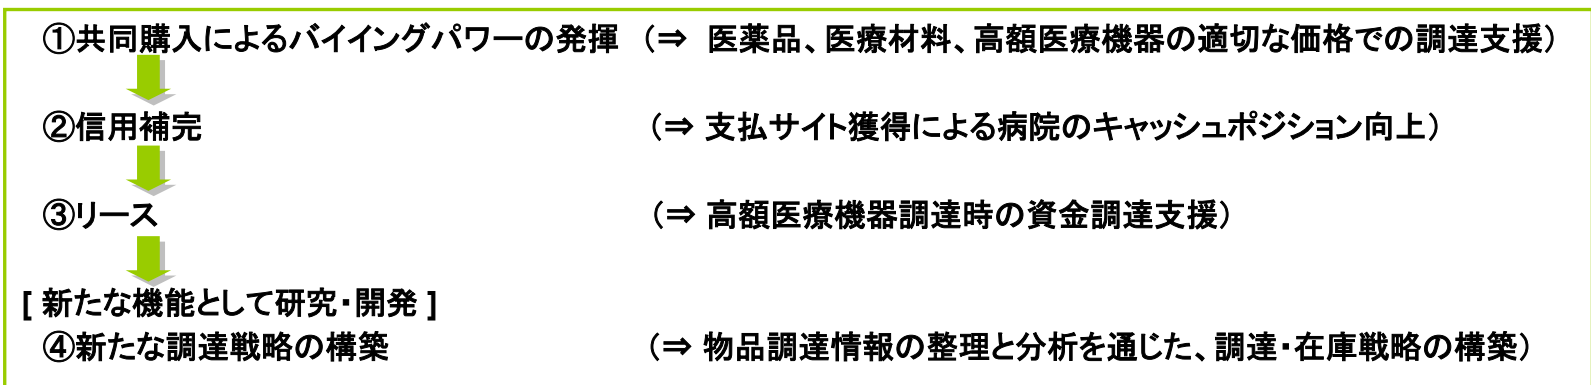 ①共同購入によるバイイングパワーの発揮 (⇒ 医薬品、医療材料、高額医療機器の適切な価格での調達支援)
②信用補完 (⇒ 支払サイト獲得による病院のキャッシュポジション向上)
③リース (⇒ 高額医療機器調達時の資金調達支援)
[ 新たな機能として研究・開発 ]
④新たな調達戦略の構築 (⇒ 物品調達情報の整理と分析を通じた、調達・在庫戦略の構築)